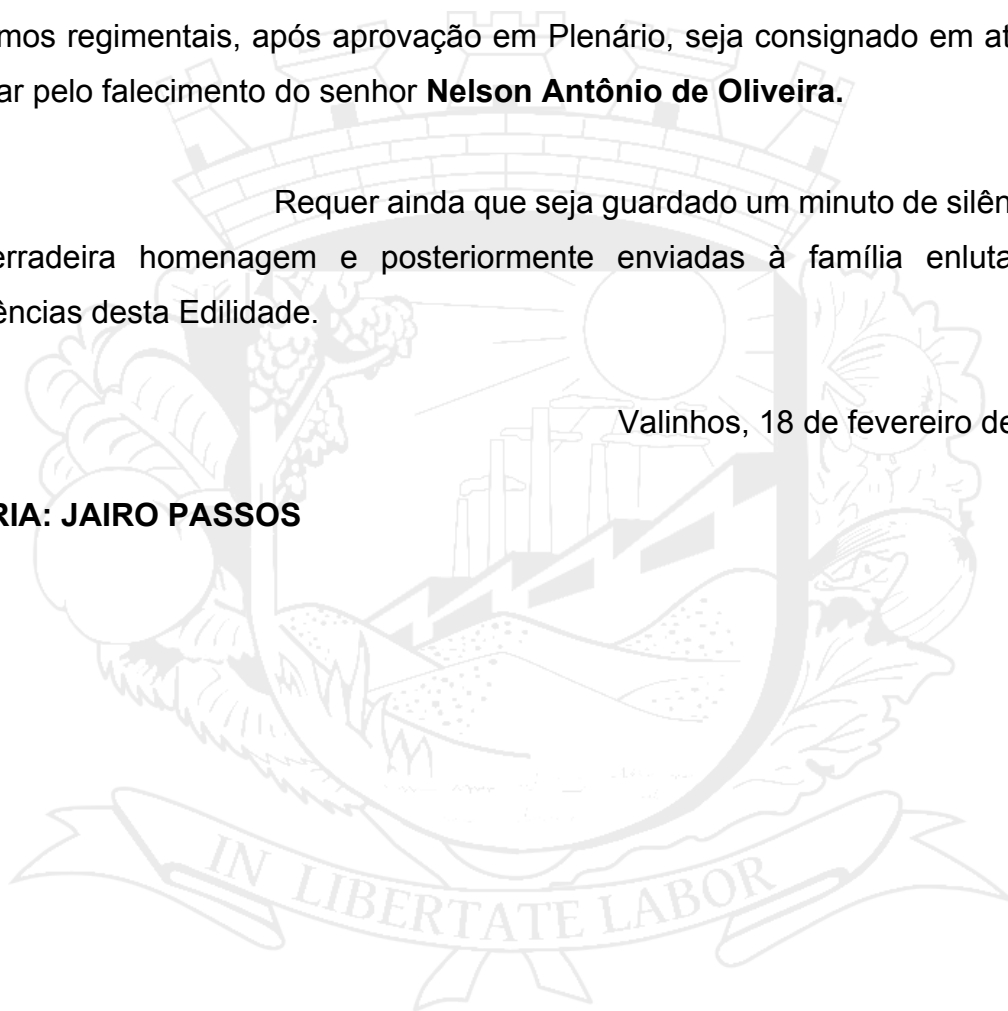 mos regimentais, após aprovação em Plenário, seja consignado em at
ar pelo falecimento do senhor Nelson Antônio de Oliveira.
Requer ainda que seja guardado um minuto de silên
erradeira homenagem e posteriormente enviadas à família enluta
ências desta Edilidade.
Valinhos, 18 de fevereiro de
RIA: JAIRO PASSOS
IN LIBERTATE LABOR